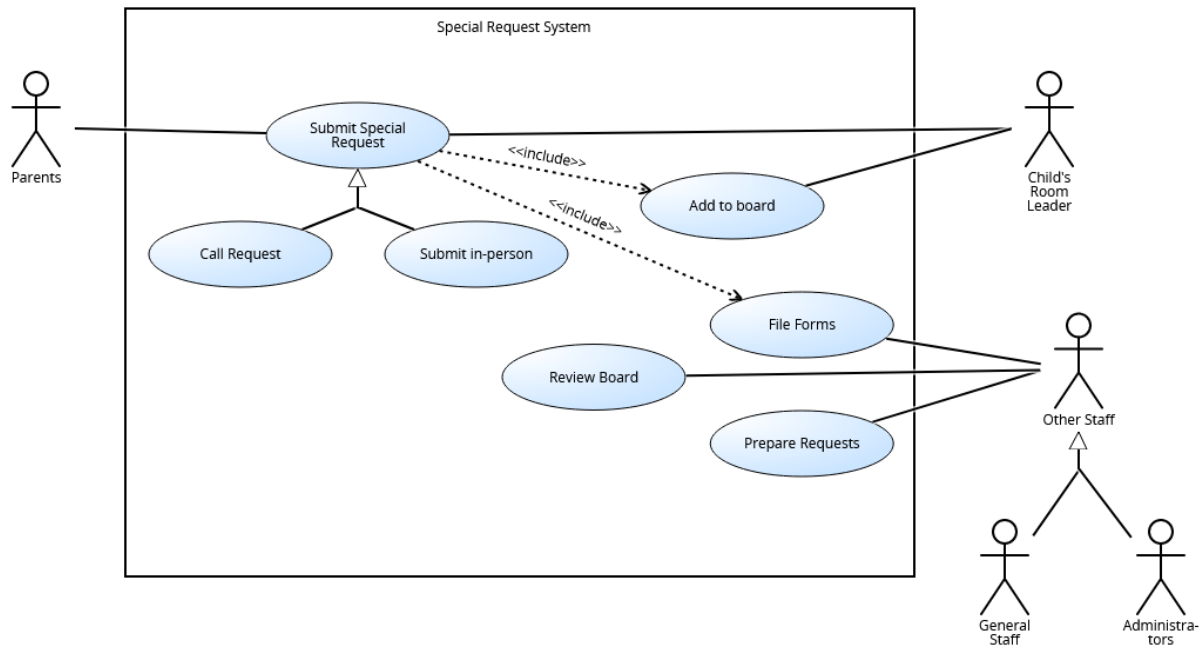 Special Request System
Parents
Submit Special
Request
<<include>>
<<include>>
Add to board
Child's
Room
Leader
Call Request
Submit in-person
File Forms
Review Board
Prepare Requests
Other Staff
General
Staff
Administra-
tors